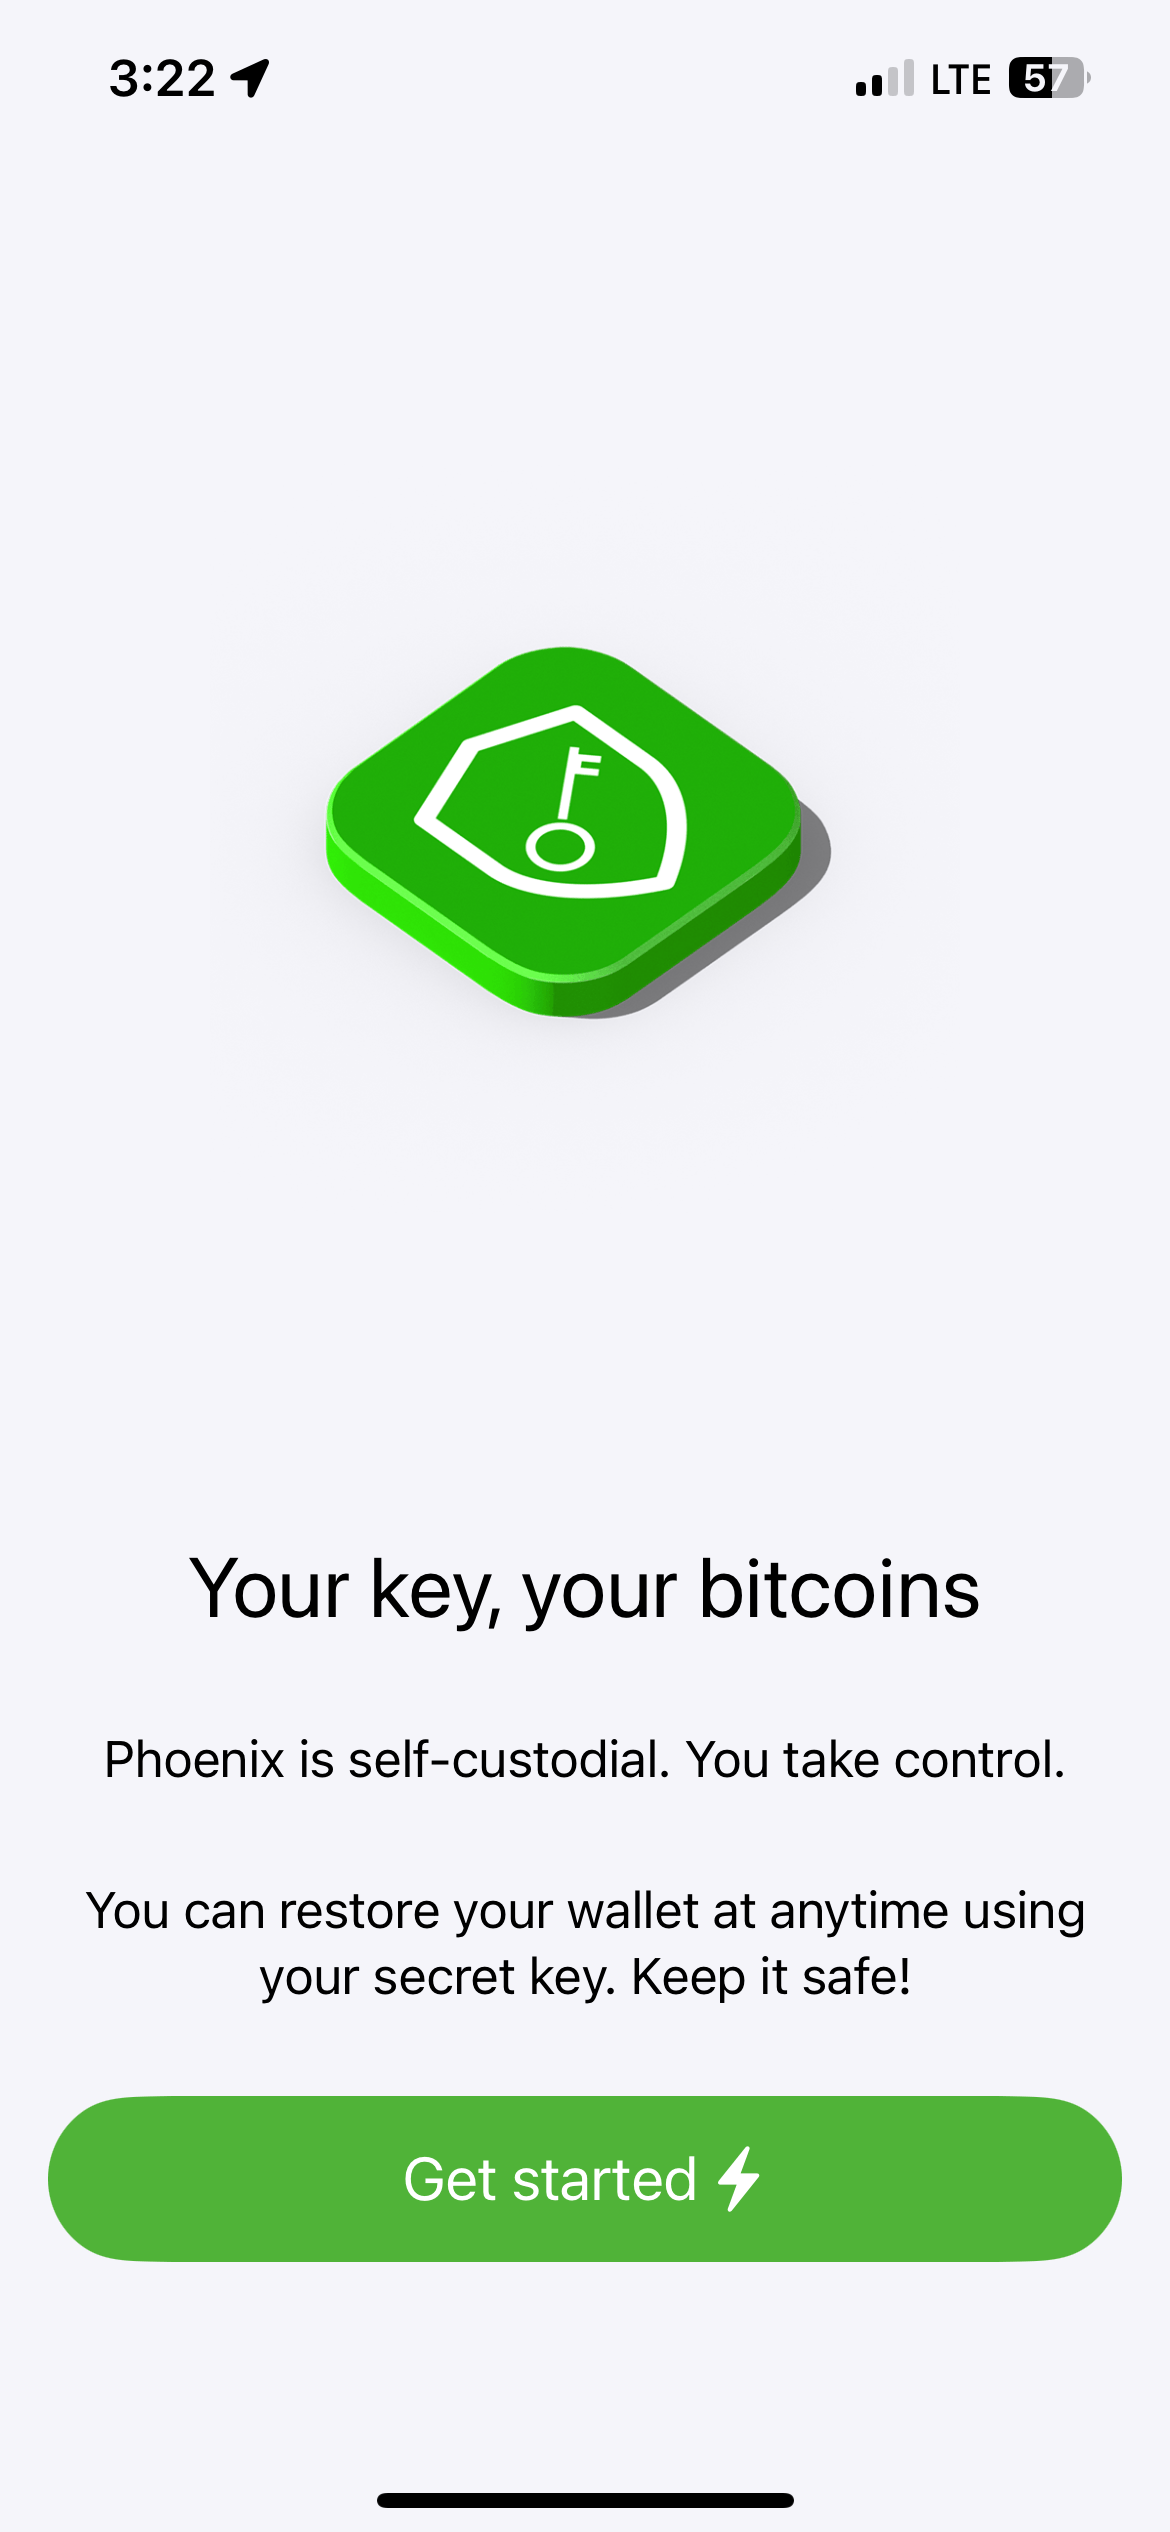 3:22 LTE 57
Your key, your bitcoins
Phoenix is self-custodial. You take control.
You can restore your wallet at anytime using
your secret key. Keep it safe!
Get started